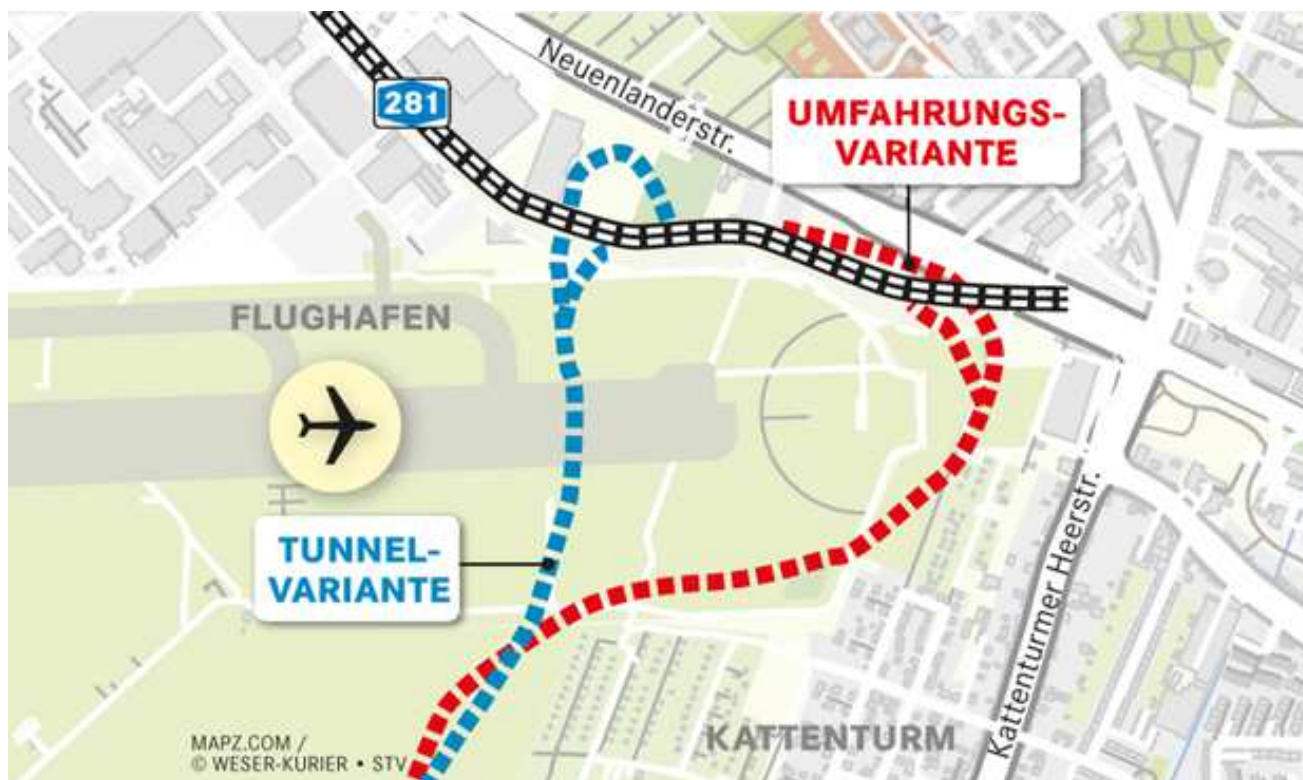 281
Neuenlanderstr.
UMFAHRUNGS-
VARIANTE
FLUGHAFEN
TUNNEL-
VARIANTE
Kattenturmer Heerstr.
KATTENTURM
MAPZ.COM /
© WESER-KURIER • STV